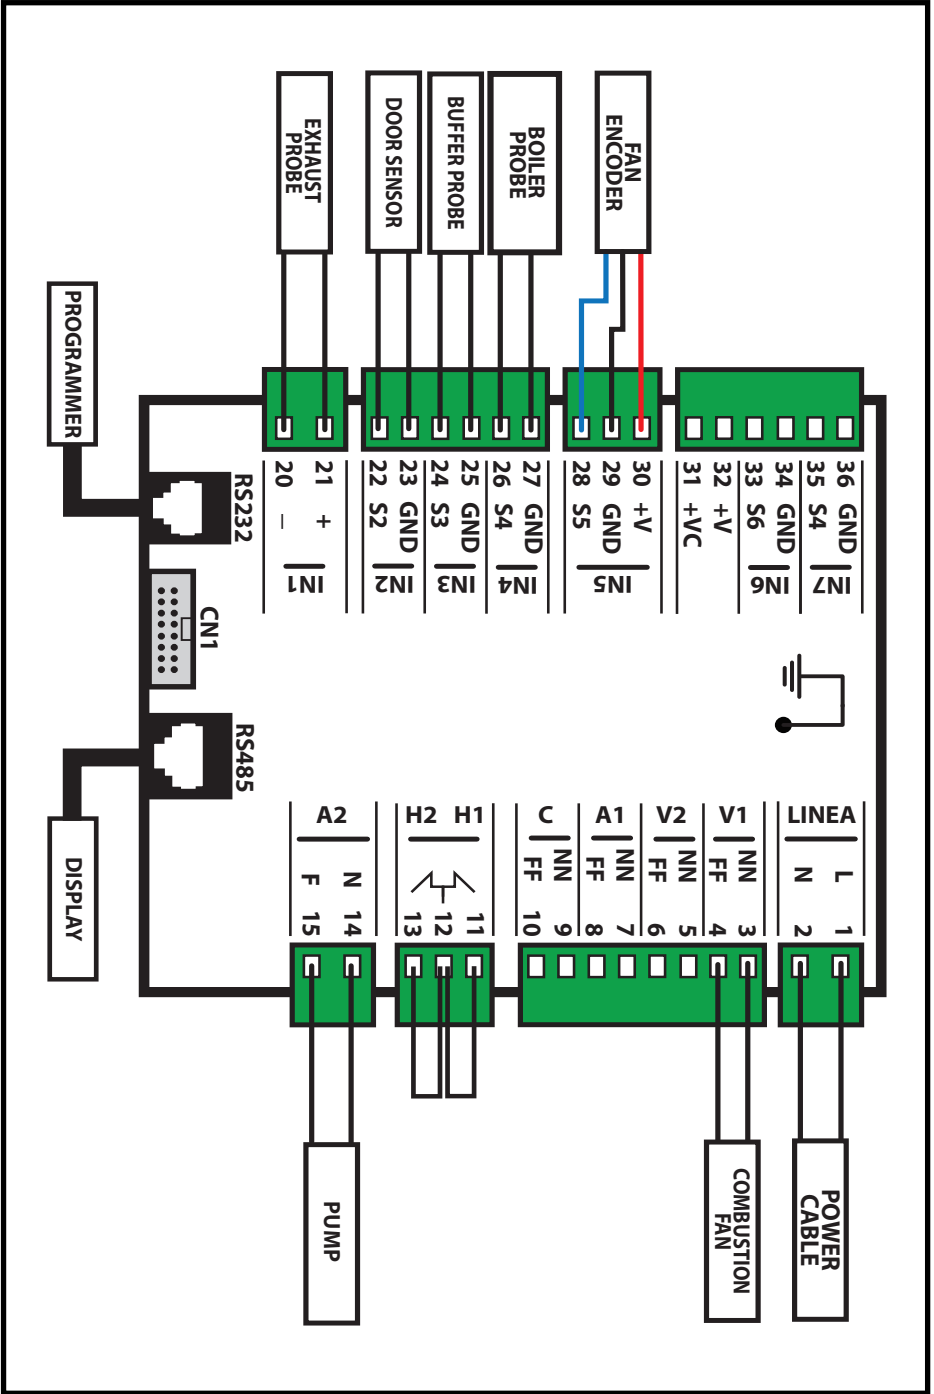 EXHAUST
PROBE
DOOR SENSOR
BUFFER PROBE
BOILER
PROBE
FAN
ENCODER
PROGRAMMER
20 –
21 +
22 S2
23 GND
24 S3
25 GND
26 S4
27 GND
28 S5
29 GND
30 +V
31 +VC
32 +V
33 S6
34 GND
35 S4
36 GND
IN1
IN2
IN3
IN4
IN5
IN6
IN7
RS232
CN1
RS485
DISPLAY
A2
H2 H1
C
A1
V2
V1
LINEA
F
N
FF
NN
FF
NN
FF
NN
FF
NN
N
L
15
14
13
12
11
10
9
8
7
6
5
4
3
2
1
PUMP
COMBUSTION
FAN
POWER
CABLE